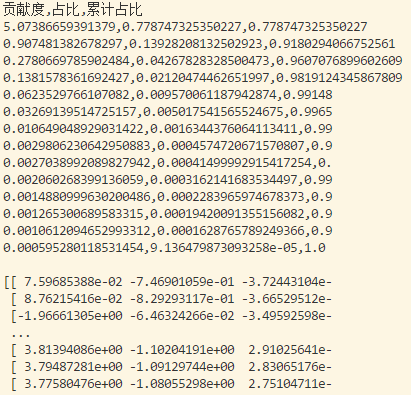 贡献度,占比,累计占比
5.07386659391379,0.778747325350227,0.778747325350227
0.907481382678297,0.13928208132502923,0.9180294066752561
0.2780669785902484,0.04267828328500473,0.9607076899602609
0.1381578361692427,0.02120474462651997,0.9819124345867809
0.0623529766107082,0.009570061187942874,0.99148
0.03269139514725157,0.005017541565524675,0.9965
0.010649048929031422,0.0016344376064113411,0.99
0.0029806230642950883,0.0004574720671570807,0.9
0.0027038992089827942,0.00041499992915417254,0.
0.002060268399136059,0.0003162141683534497,0.99
0.0014880999630200486,0.00022839659746783­73,0.9
0.001265300689583315,0.00019420091355156082,0.9
0.0010612094652993312,0.0001628765789249366,0.9
0.000595280118531454,9.136479873093258e-05,1.0
[[ 7.59685388e-02 -7.46901059e-01 -3.72443104e-
[ 8.76215416e-02 -8.29293117e-01 -3.66529512e-
[-1.96661305e+00 -6.46324266e-02 -3.49592598e-
...
[ 3.81394086e+00 -1.10204191e+00 2.91025641e-
[ 3.79487281e+00 -1.09129744e+00 2.83065176e-
[ 3.77580476e+00 -1.08055298e+00 2.75104711e-